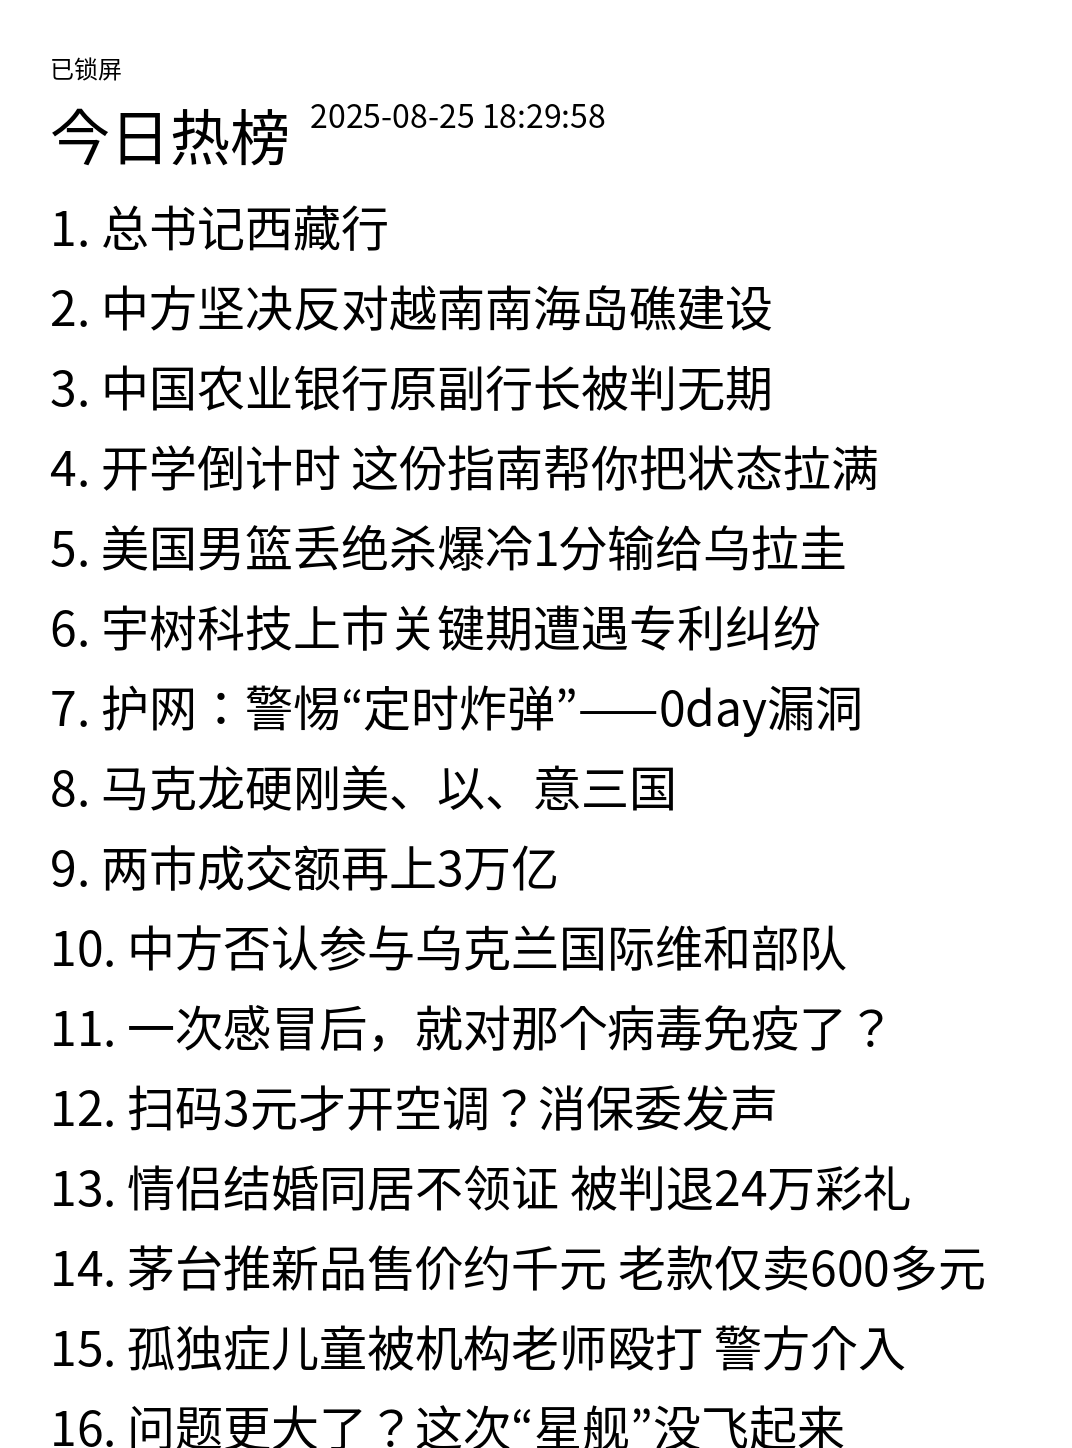 已锁屏
今日热榜 2025-08-25 18:29:58
1. 总书记西藏行
2. 中方坚决反对越南南海岛礁建设
3. 中国农业银行原副行长被判无期
4. 开学倒计时 这份指南帮你把状态拉满
5. 美国男篮丢绝杀爆冷1分输给乌拉圭
6. 宇树科技上市关键期遭遇专利纠纷
7. 护网：警惕“定时炸弹”——0day漏洞
8. 马克龙硬刚美、以、意三国
9. 两市成交额再上3万亿
10. 中方否认参与乌克兰国际维和部队
11. 一次感冒后，就对那个病毒免疫了？
12. 扫码3元才开空调？消保委发声
13. 情侣结婚同居不领证 被判退24万彩礼
14. 茅台推新品售价约千元 老款仅卖600多元
15. 孤独症儿童被机构老师殴打 警方介入
16. 问题更大了？这次“星舰”没飞起来